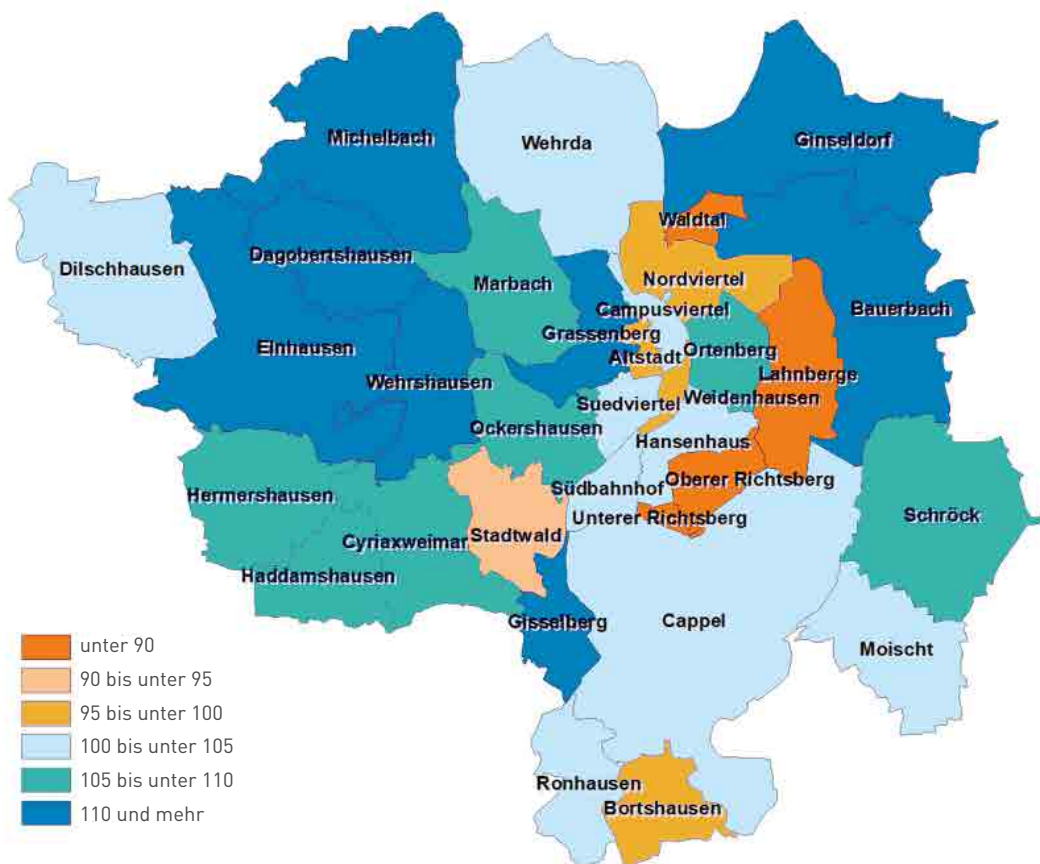 Michelbach
Wehrda
Ginseldorf
Waldtal
Dagobertshausen
Dilschhausen
Marbach
Nordviertel
Campusviertel
Bauerbach
Grassenberg
Elnhausen
Altstadt
Ortenberg
Lahnberge
Wehrshausen
Weidenhausen
Suedviertel
Ockershausen
Hansenhaus
Oberer Richtsberg
Südbahnhof
Hermershausen
Schröck
Unterer Richtsberg
Stadtwald
Cyriaxweimar
Haddamshausen
Gisselberg
Cappel
Moischt
unter 90
90 bis unter 95
95 bis unter 100
100 bis unter 105
105 bis unter 110
110 und mehr
Ronhausen
Bortshausen